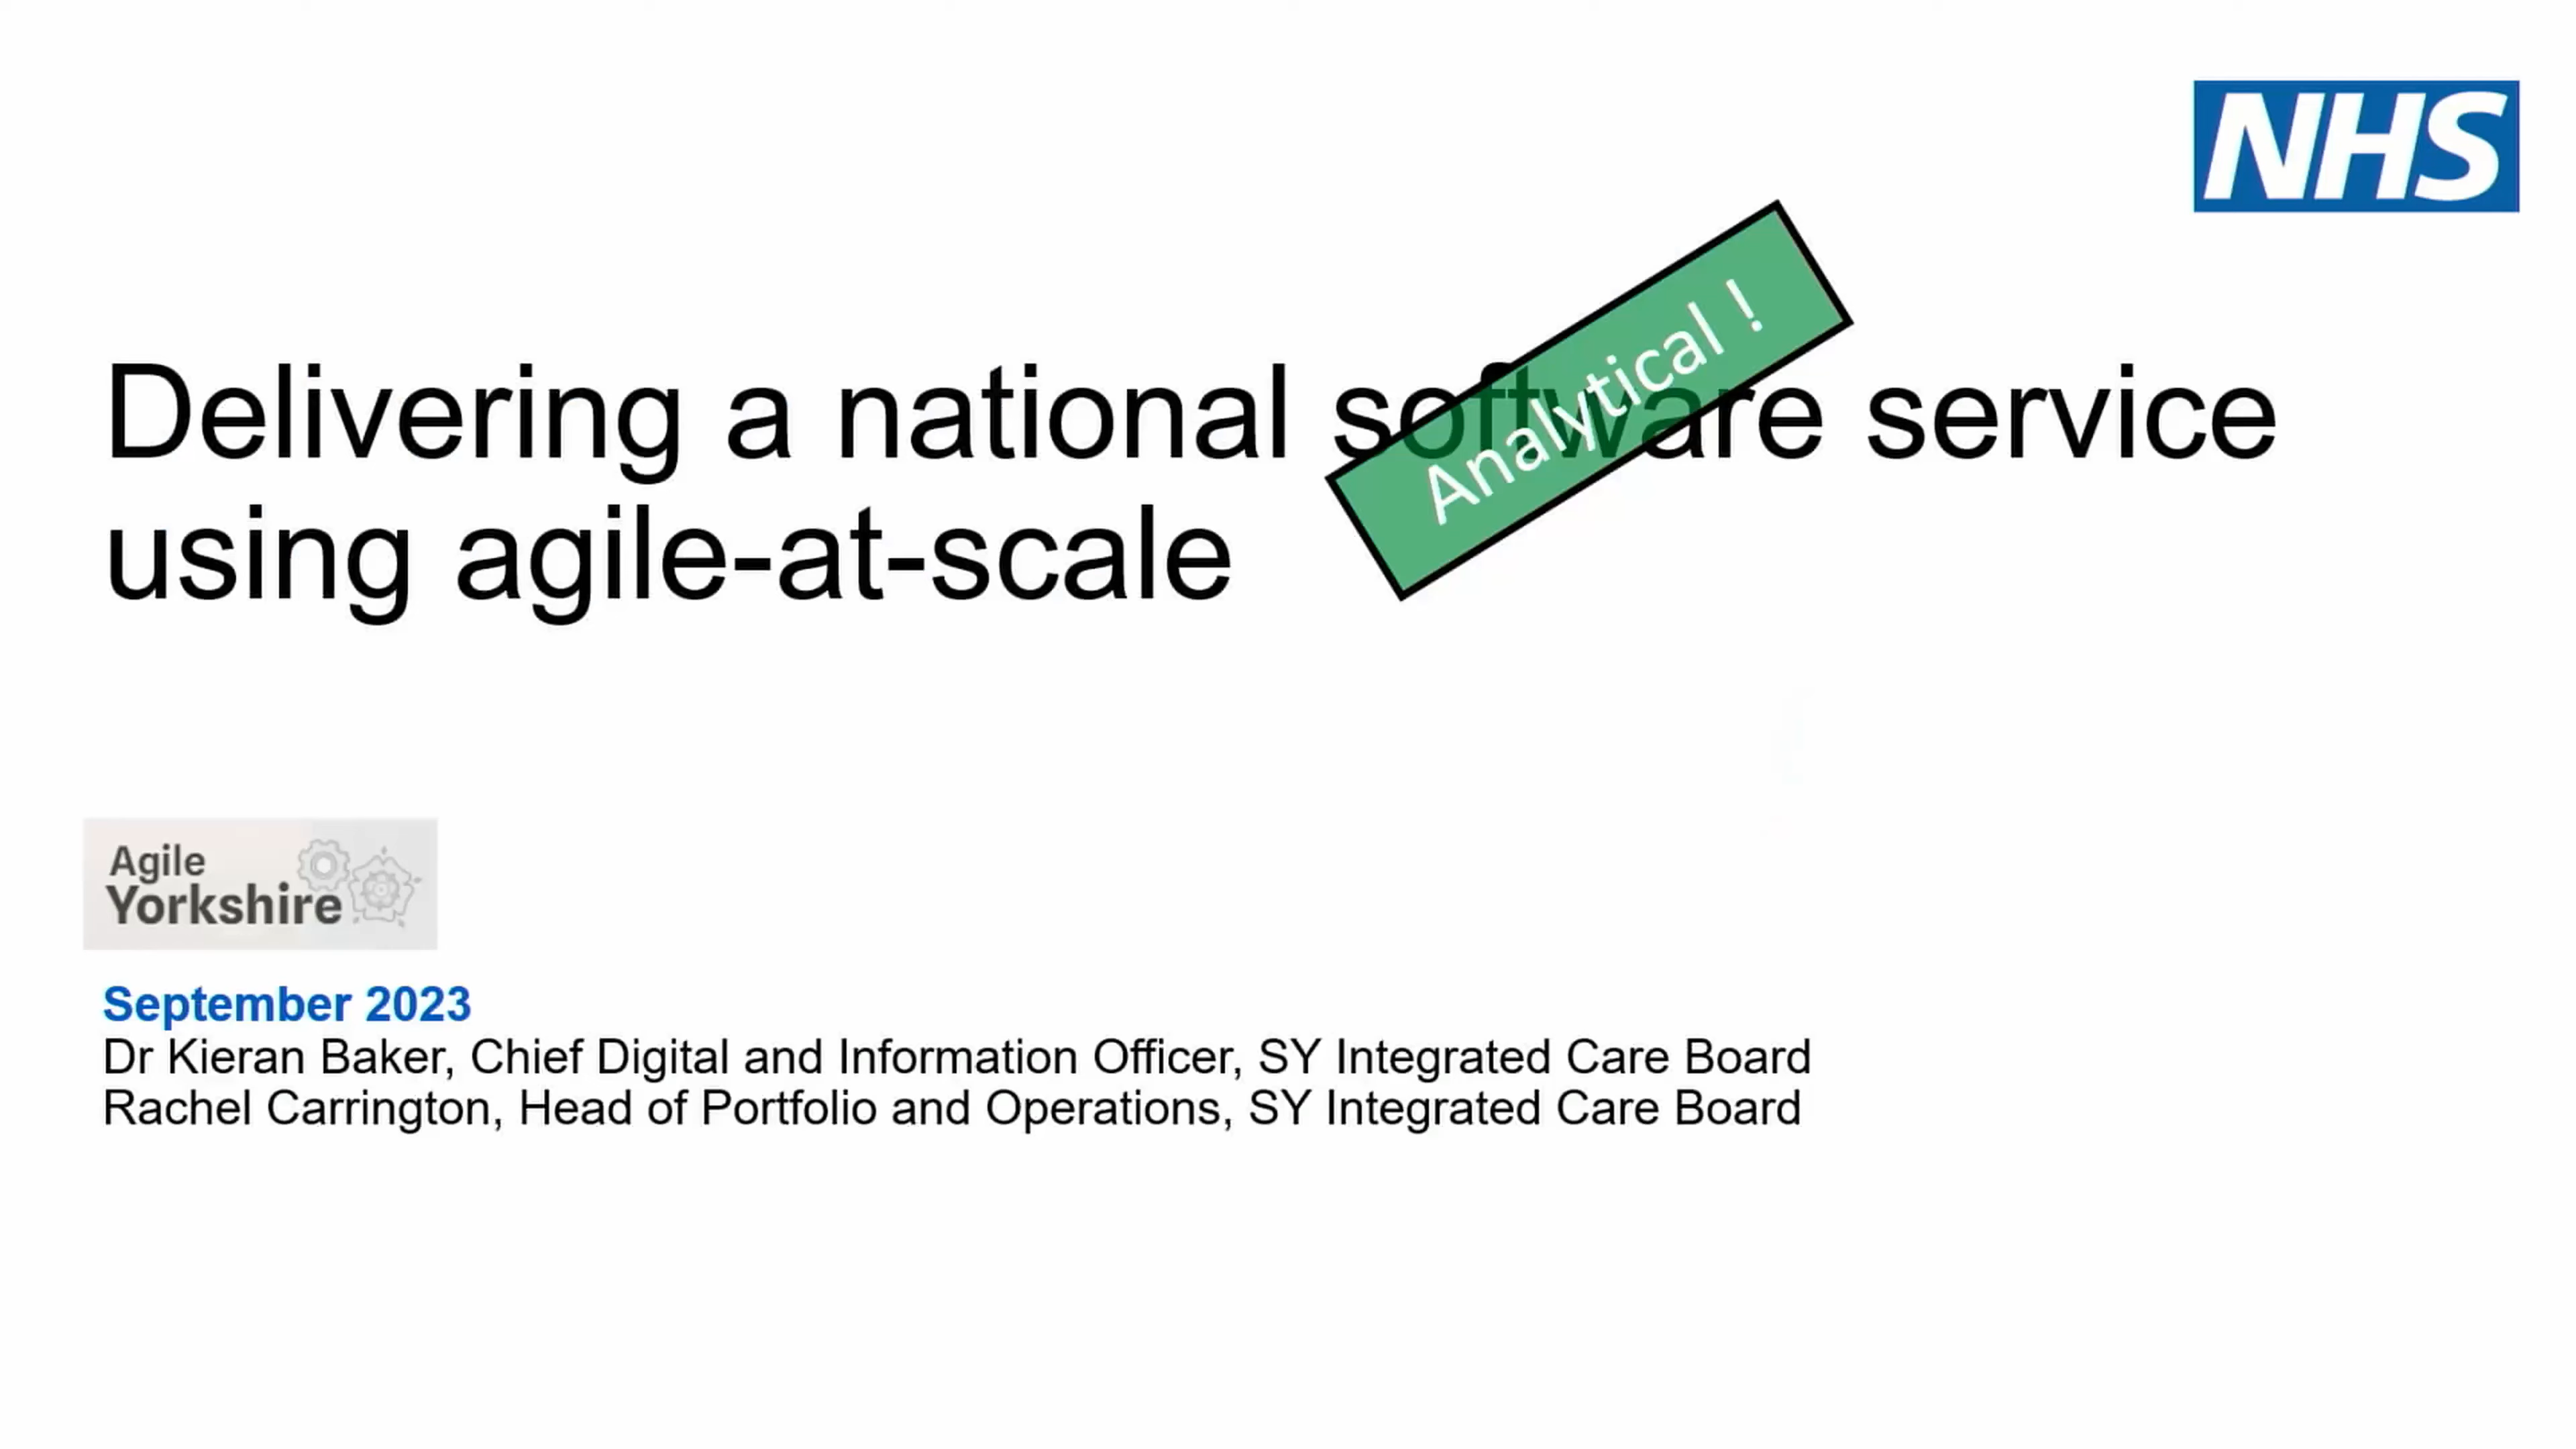 NHS
Analytical !
Delivering a national software service
using agile-at-scale
Agile
Yorkshire
September 2023
Dr Kieran Baker, Chief Digital and Information Officer, SY Integrated Care Board
Rachel Carrington, Head of Portfolio and Operations, SY Integrated Care Board